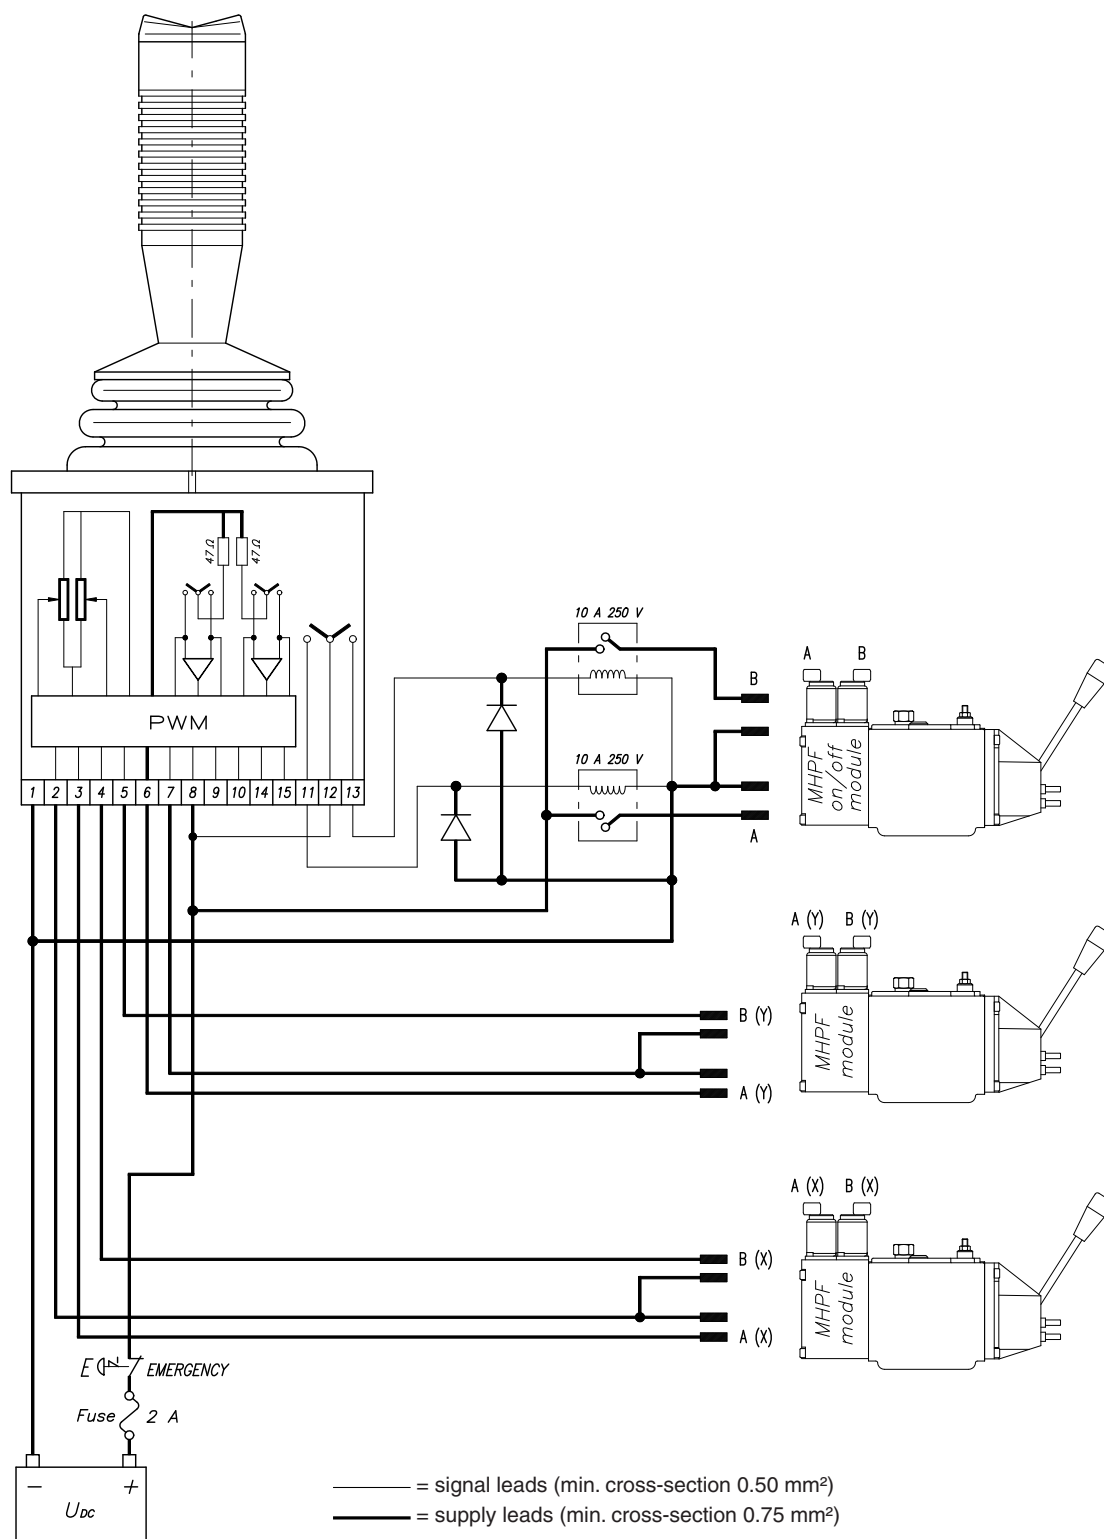 47Ω 47Ω
PWM
1 2 3 4 5 6 7 8 9 10 14 15 11 12 13
10 A 250 V
B
10 A 250 V
A
A B
MHPF
on/off
module
A (Y) B (Y)
MHPF
module
B (Y)
A (Y)
A (X) B (X)
MHPF
module
B (X)
A (X)
E EMERGENCY
Fuse 2 A
− +
UDC
= signal leads (min. cross-section 0.50 mm²)
= supply leads (min. cross-section 0.75 mm²)